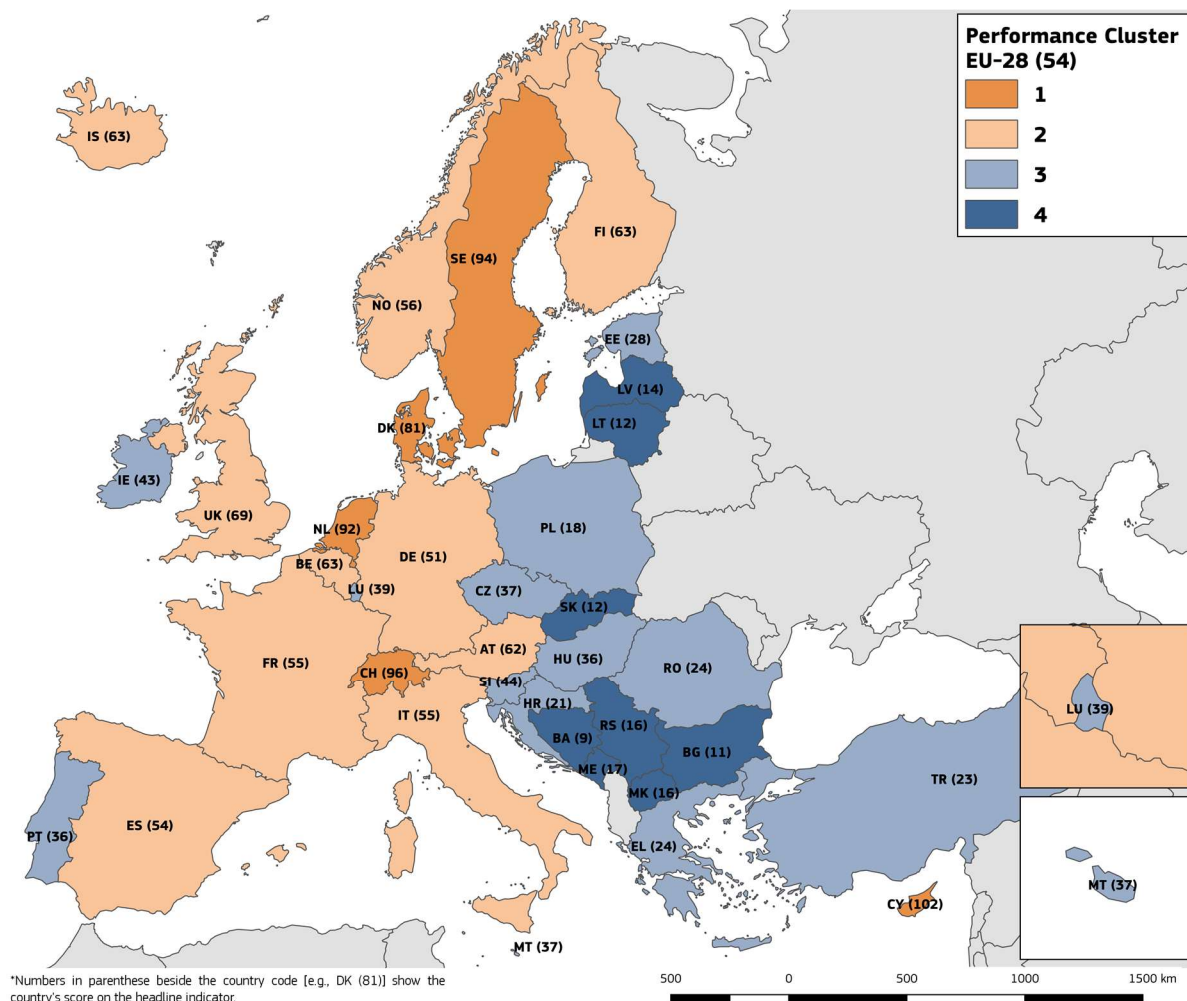 Performance Cluster
EU-28 (54)
1
2
3
4
IS (63)
FI (63)
SE (94)
NO (56)
EE (28)
LV (14)
DK (81)
LT (12)
IE (43)
UK (69)
NL (92)
PL (18)
DE (51)
BE (63)
LU (39)
CZ (37)
SK (12)
AT (62)
HU (36)
FR (55)
RO (24)
CH (96)
SI (44)
HR (21)
IT (55)
RS (16)
LU (39)
BA (9)
BG (11)
ME (17)
TR (23)
MK (16)
ES (54)
PT (36)
EL (24)
MT (37)
CY (102)
MT (37)
*Numbers in parenthese beside the country code [e.g., DK (81)] show the
country's score on the headline indicator.
500 0 500 1000 1500 km